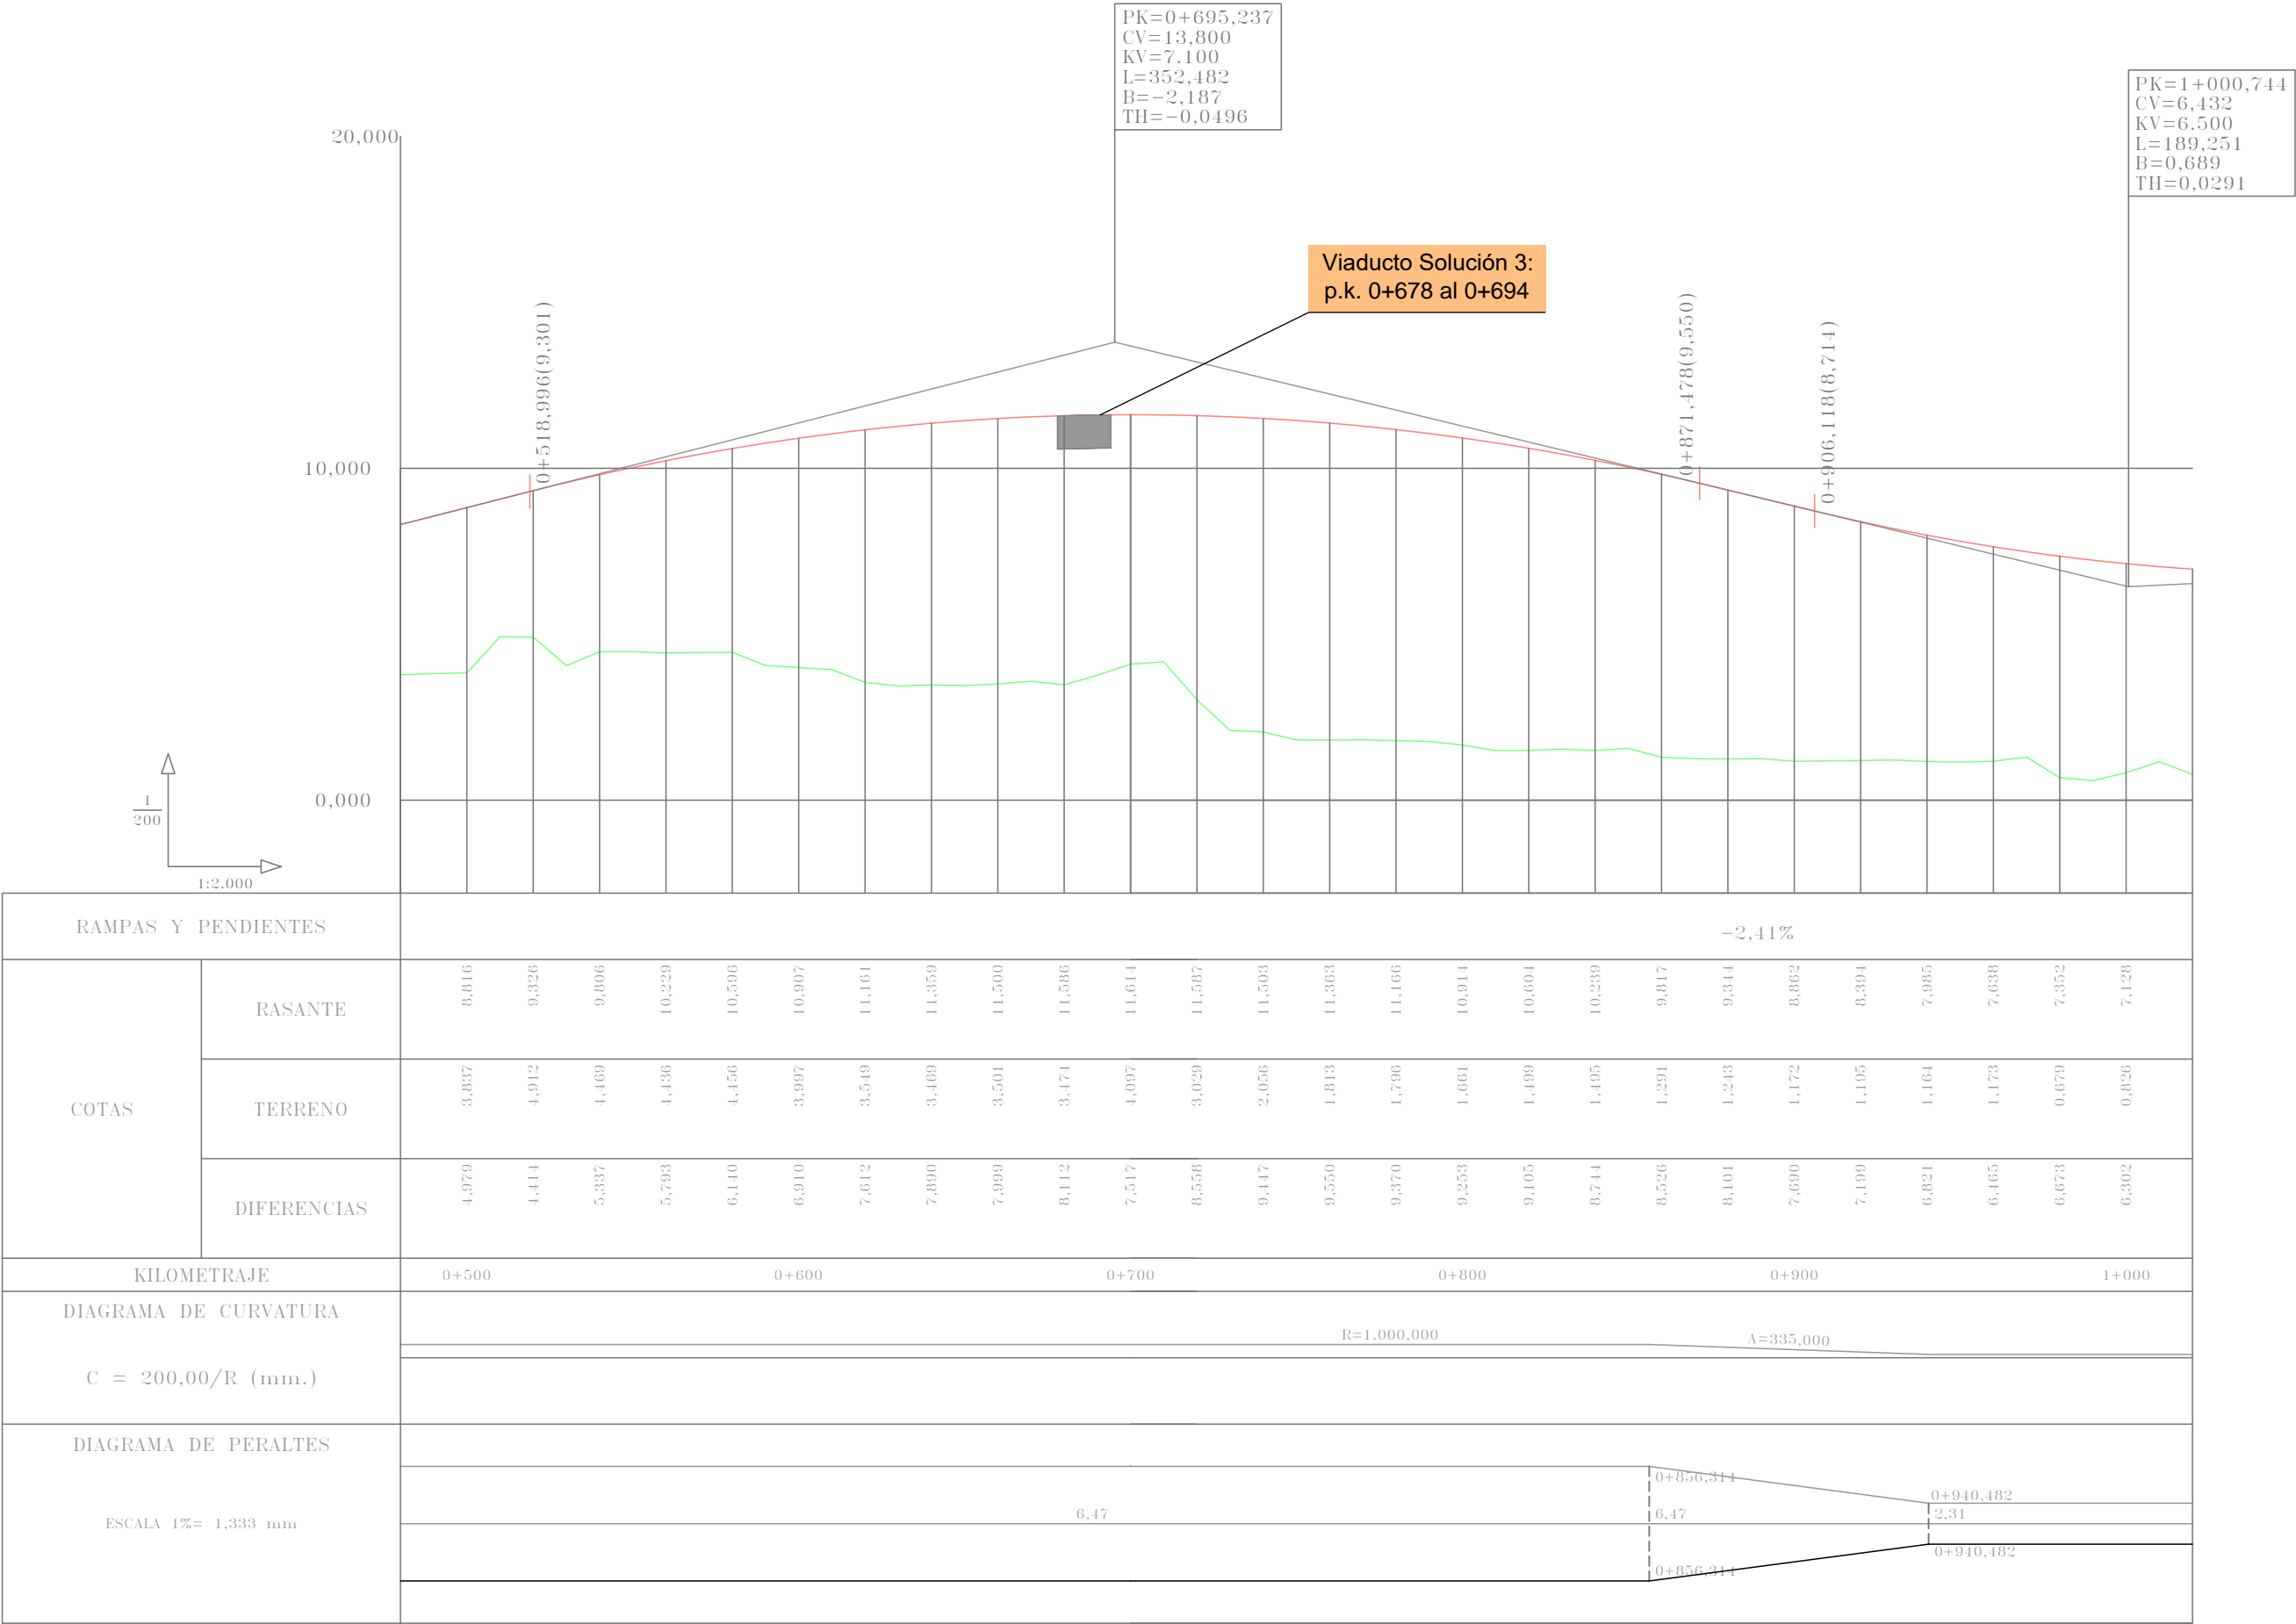 PK=0+695,237
CV=13,800
KV=7.100
L=352,482
B=-2,187
TH=-0,0496
PK=1+000,744
CV=6,432
KV=6.500
L=189,251
B=0,689
TH=0,0291
20,000
Viaducto Solución 3:
p.k. 0+678 al 0+694
0+518,996(9,301)
0+871,478(9,550)
0+906,118(8,714)
10,000
0,000
1
200
1:2.000
RAMPAS Y PENDIENTES
-2,41%
COTAS
RASANTE
8,816 9,326 9,806 10,229 10,596 10,907 11,161 11,359 11,500 11,586 11,614 11,587 11,503 11,363 11,166 10,914 10,604 10,239 9,817 9,344 8,862 8,394 7,985 7,638 7,352 7,128
TERRENO
3,837 4,912 4,469 4,436 4,456 3,997 3,549 3,469 3,501 3,474 4,097 3,029 2,056 1,813 1,796 1,661 1,499 1,495 1,291 1,243 1,172 1,195 1,164 1,173 0,679 0,826
DIFERENCIAS
4,979 4,414 5,337 5,793 6,140 6,910 7,612 7,890 7,999 8,112 7,517 8,558 9,447 9,550 9,370 9,253 9,105 8,744 8,526 8,101 7,690 7,199 6,821 6,465 6,673 6,302
KILOMETRAJE
0+500 0+600 0+700 0+800 0+900 1+000
DIAGRAMA DE CURVATURA
C = 200,00/R (mm.)
R=1.000,000
A=335,000
DIAGRAMA DE PERALTES
ESCALA 1%= 1,333 mm
0+856,314
0+940,482
6,47
6,47
2,31
0+856,314
0+940,482